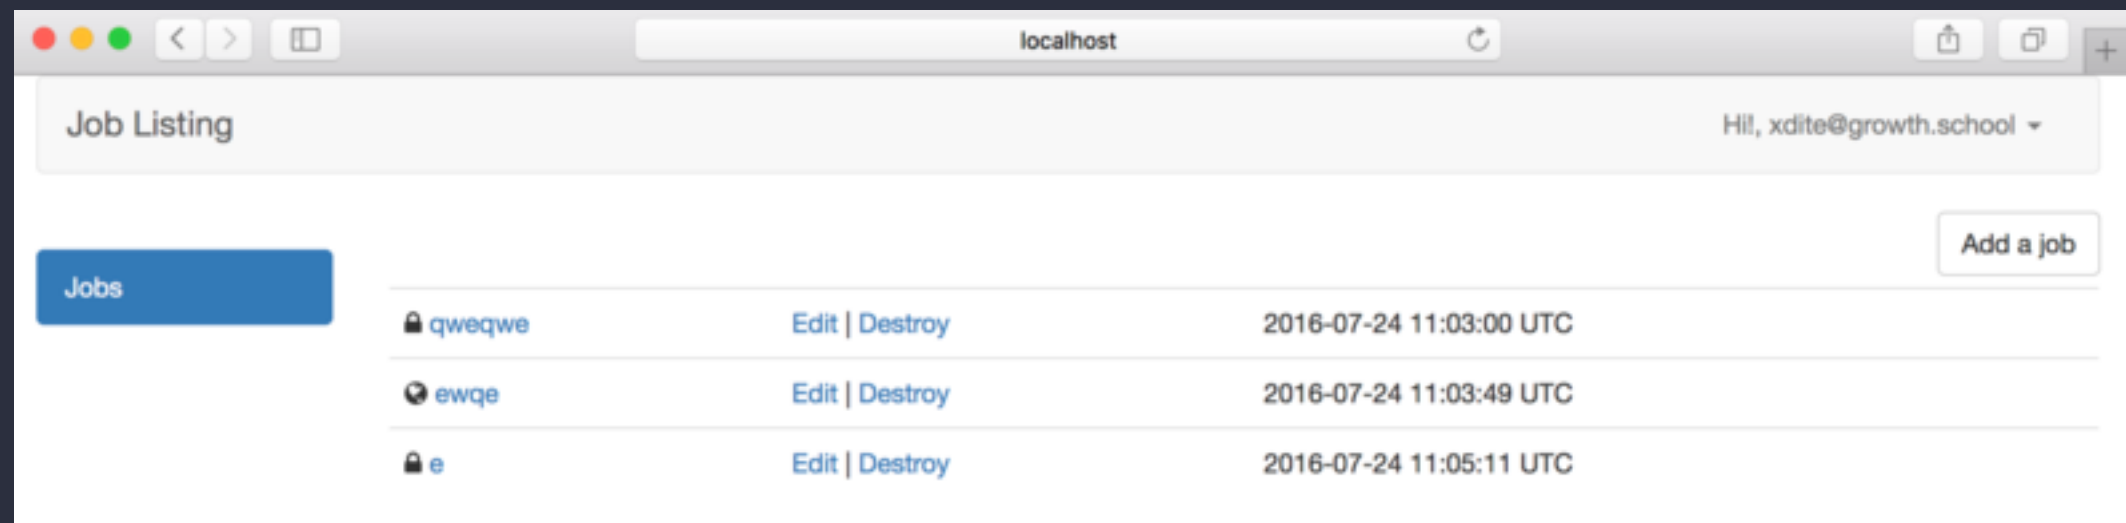 localhost
Job Listing
Hi!, xdite@growth.school
Add a job
Jobs
qweqwe Edit | Destroy 2016-07-24 11:03:00 UTC
ewqe Edit | Destroy 2016-07-24 11:03:49 UTC
e Edit | Destroy 2016-07-24 11:05:11 UTC